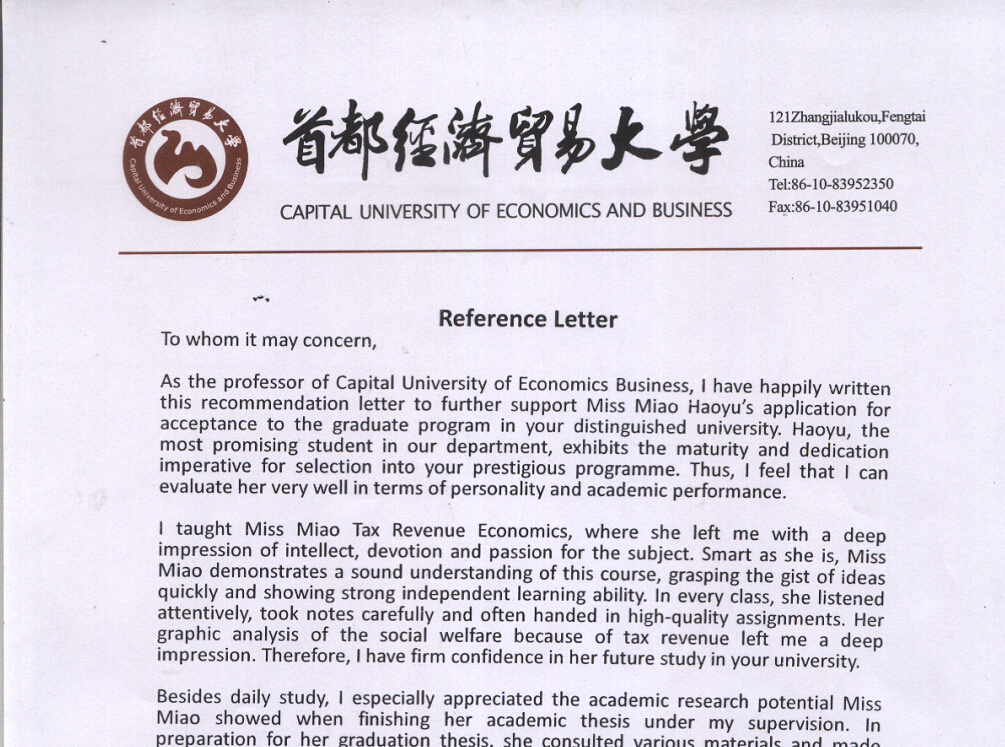 首都經濟貿易大學
Capital University of Economics and Business
首都經濟貿易大學
CAPITAL UNIVERSITY OF ECONOMICS AND BUSINESS
121Zhangjialukou,Fengtai
District,Beijing 100070,
China
Tel:86-10-83952350
Fax:86-10-83951040
Reference Letter
To whom it may concern,
As the professor of Capital University of Economics Business, I have happily written
this recommendation letter to further support Miss Miao Haoyu's application for
acceptance to the graduate program in your distinguished university. Haoyu, the
most promising student in our department, exhibits the maturity and dedication
imperative for selection into your prestigious programme. Thus, I feel that I can
evaluate her very well in terms of personality and academic performance.
I taught Miss Miao Tax Revenue Economics, where she left me with a deep
impression of intellect, devotion and passion for the subject. Smart as she is, Miss
Miao demonstrates a sound understanding of this course, grasping the gist of ideas
quickly and showing strong independent learning ability. In every class, she listened
attentively, took notes carefully and often handed in high-quality assignments. Her
graphic analysis of the social welfare because of tax revenue left me a deep
impression. Therefore, I have firm confidence in her future study in your university.
Besides daily study, I especially appreciated the academic research potential Miss
Miao showed when finishing her academic thesis under my supervision. In
preparation for her graduation thesis, she consulted various materials and made